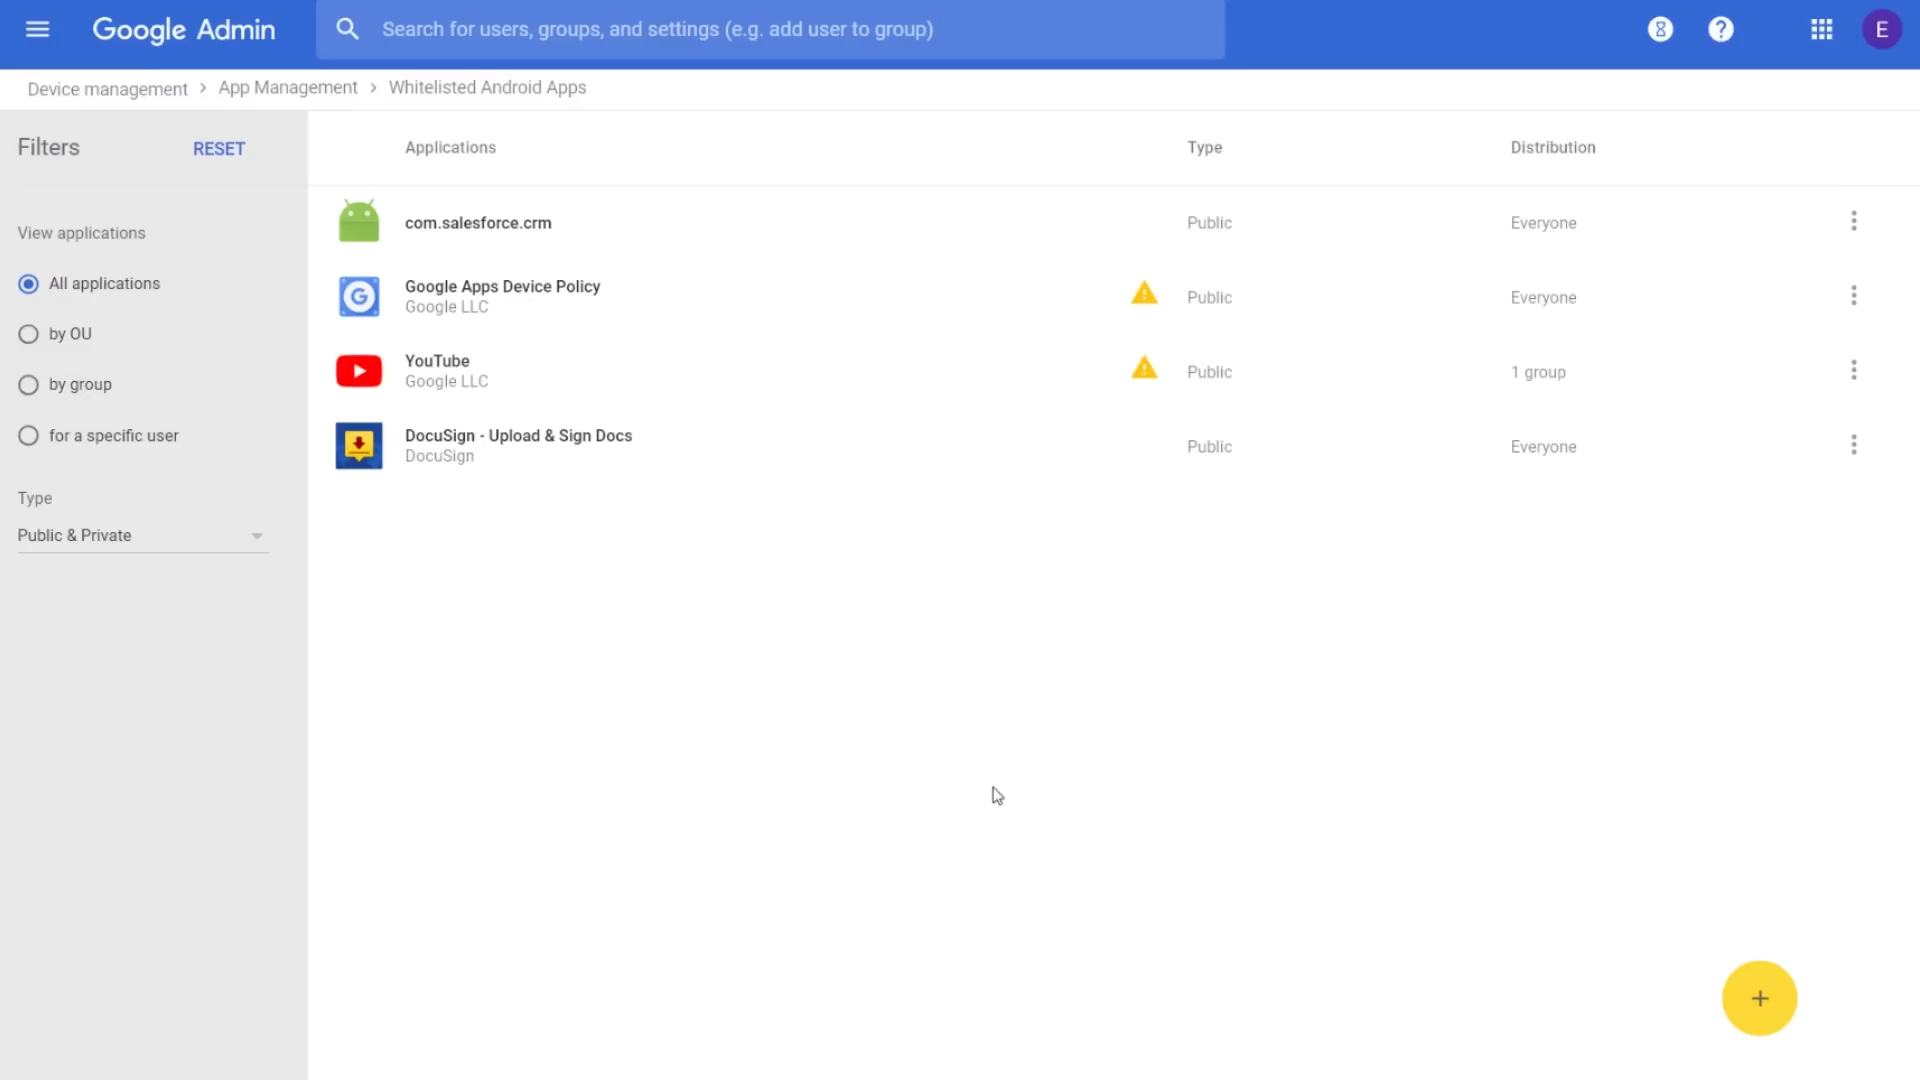 Google Admin
Search for users, groups, and settings (e.g. add user to group)
E
Device management > App Management > Whitelisted Android Apps
Filters
RESET
Applications
Type
Distribution
View applications
All applications
by OU
by group
for a specific user
Type
Public & Private
com.salesforce.crm
Public
Everyone
Google Apps Device Policy
Google LLC
Public
Everyone
YouTube
Google LLC
Public
1 group
DocuSign - Upload & Sign Docs
DocuSign
Public
Everyone